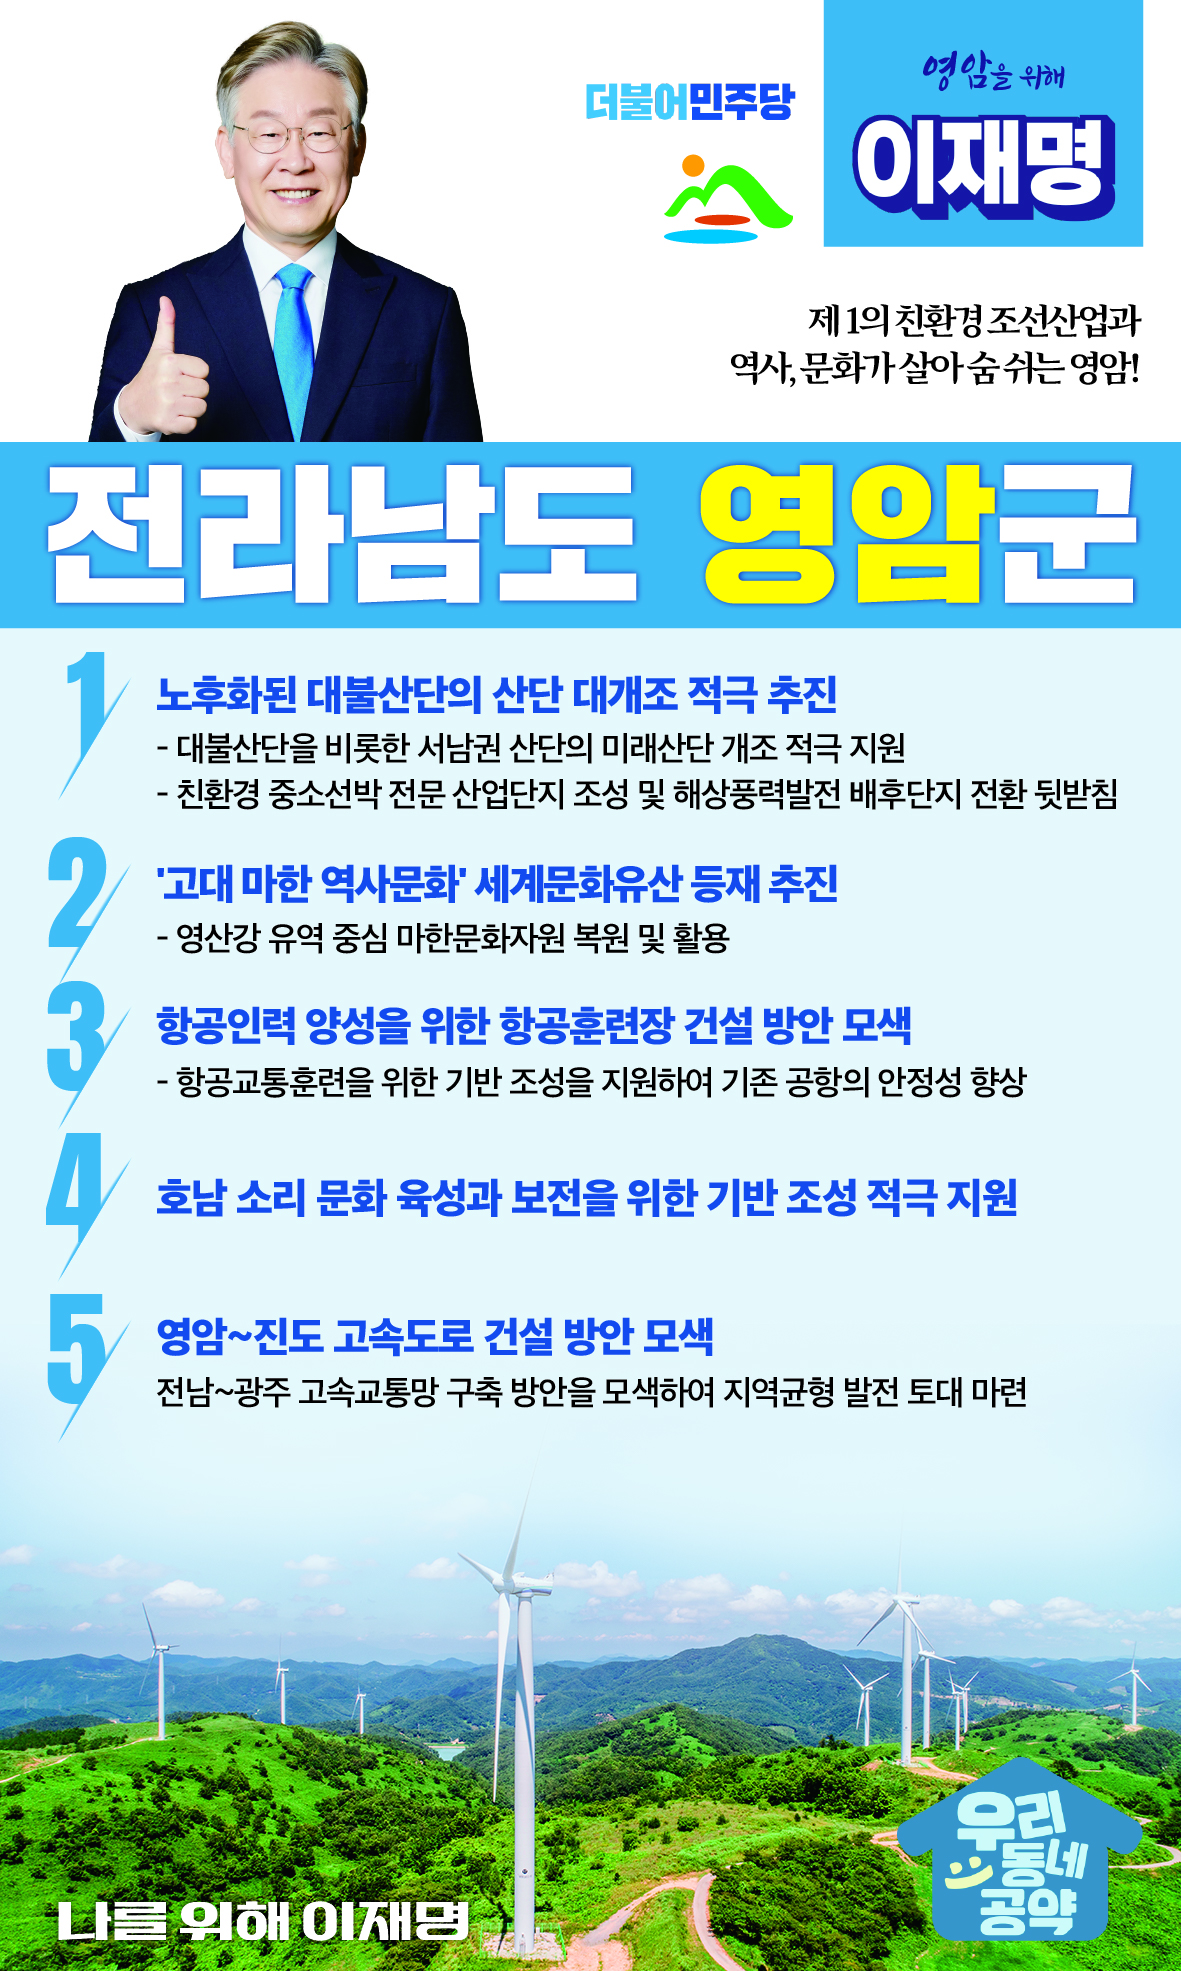 더불어민주당
영암을 위해
이재명
제 1의 친환경 조선산업과
역사, 문화가 살아 숨 쉬는 영암!
전라남도 영암군
1
노후화된 대불산단의 산단 대개조 적극 추진
- 대불산단을 비롯한 서남권 산단의 미래산단 개조 적극 지원
- 친환경 중소선박 전문 산업단지 조성 및 해상풍력발전 배후단지 전환 뒷받침
2
'고대 마한 역사문화' 세계문화유산 등재 추진
- 영산강 유역 중심 마한문화자원 복원 및 활용
3
항공인력 양성을 위한 항공훈련장 건설 방안 모색
- 항공교통훈련을 위한 기반 조성을 지원하여 기존 공항의 안정성 향상
4
호남 소리 문화 육성과 보전을 위한 기반 조성 적극 지원
5
영암~진도 고속도로 건설 방안 모색
전남~광주 고속교통망 구축 방안을 모색하여 지역균형 발전 토대 마련
우리
동네
공약
나를 위해 이재명